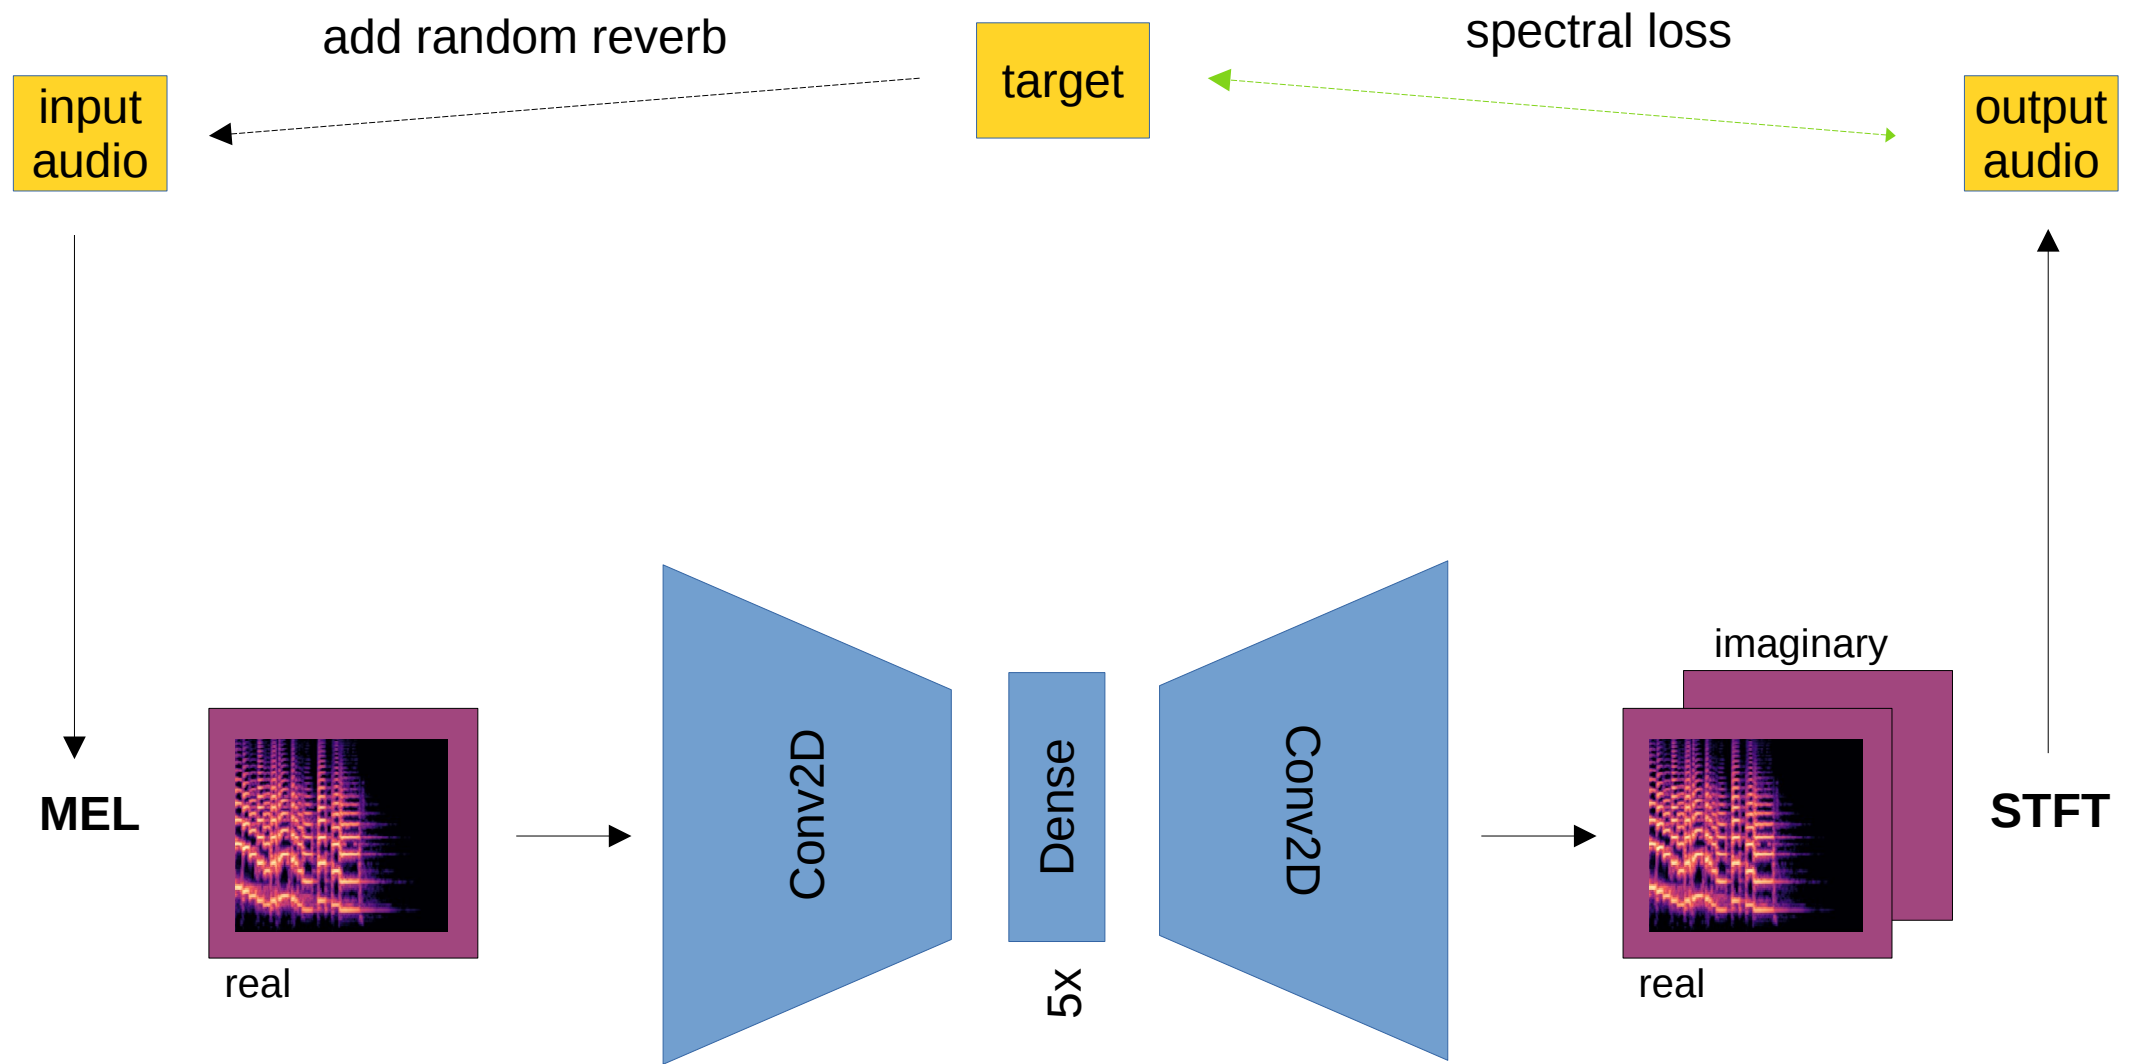 add random reverb
spectral loss
input
audio
target
output
audio
MEL
real
Conv2D
Dense
5x
Conv2D
imaginary
real
STFT